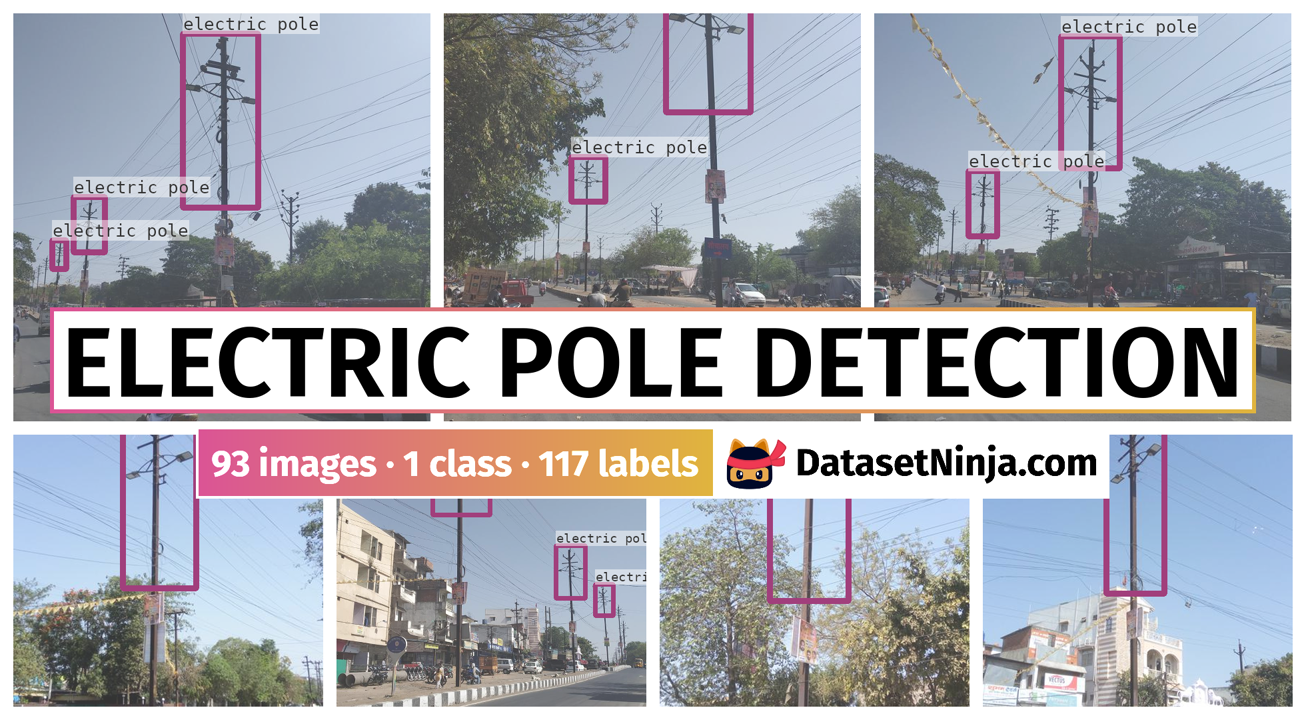 electric pole
electric pole
electric pole
electric pole
electric pole
electric pole
ELECTRIC POLE DETECTION
93 images · 1 class · 117 labels
DatasetNinja.com
electric pol
electri
VECTUS